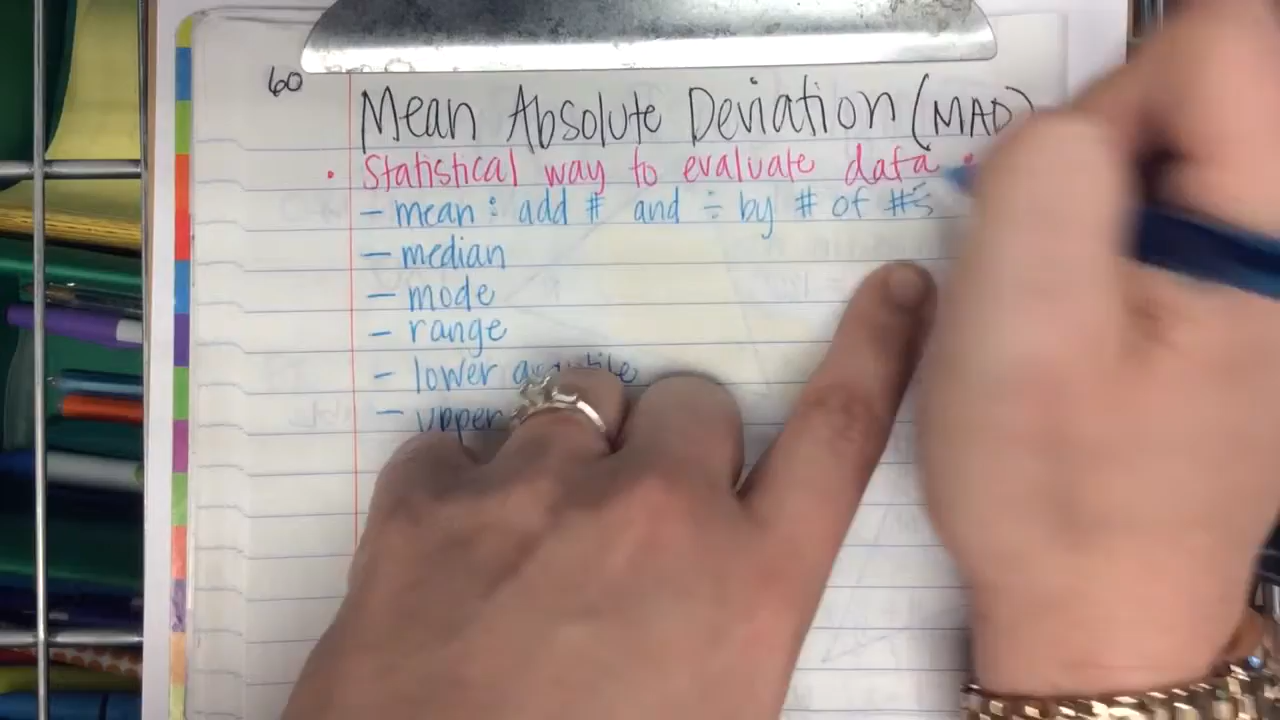 60
Mean Absolute Deviation (MAD)
• Statistical way to evaluate data
- mean: add # and ÷ by # of #s
- median
- mode
- range
- lower
- upper